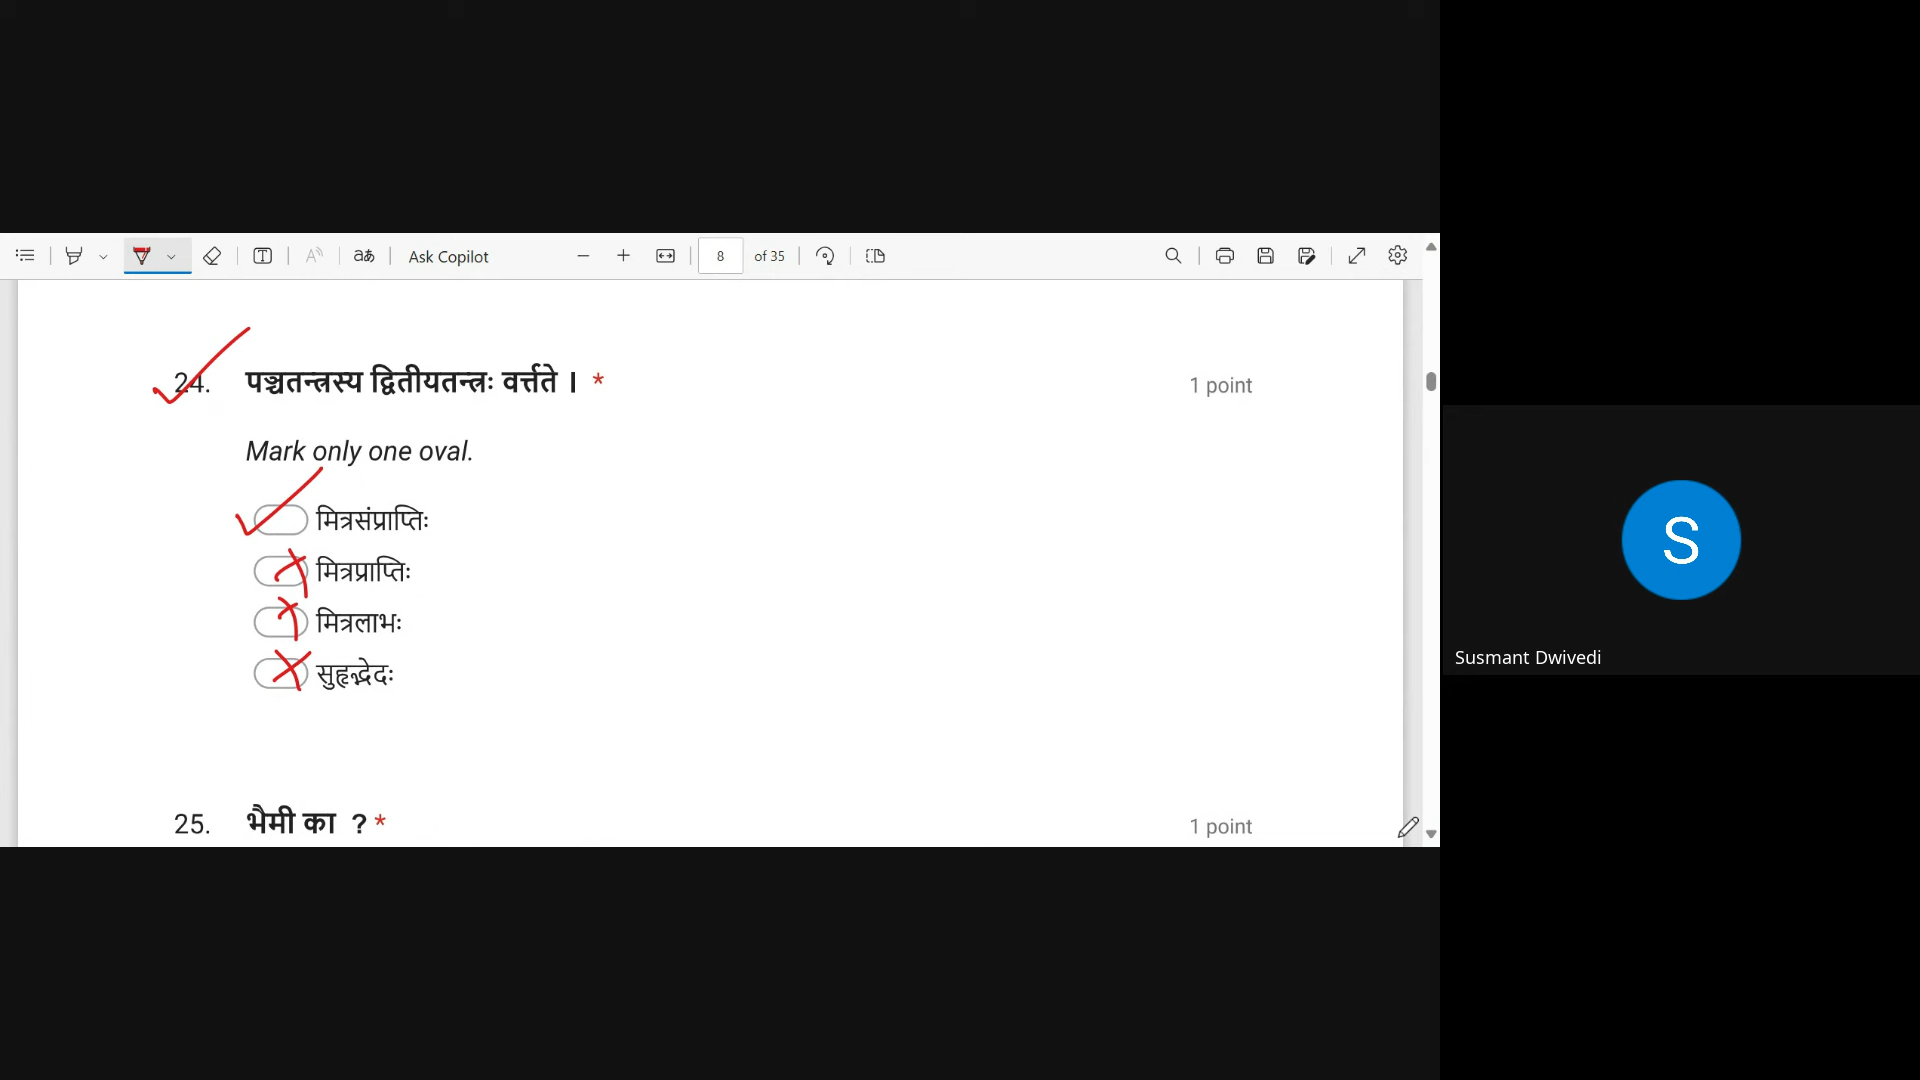 Ask Copilot
8 of 35
24. पञ्चतन्त्रस्य द्वितीयतन्त्रः वर्त्तते । *
1 point
Mark only one oval.
मित्रसंप्राप्तिः
मित्रप्राप्तिः
मित्रलाभः
सुहृद्भेदः
25. भैमी का ? *
1 point
S
Susmant Dwivedi